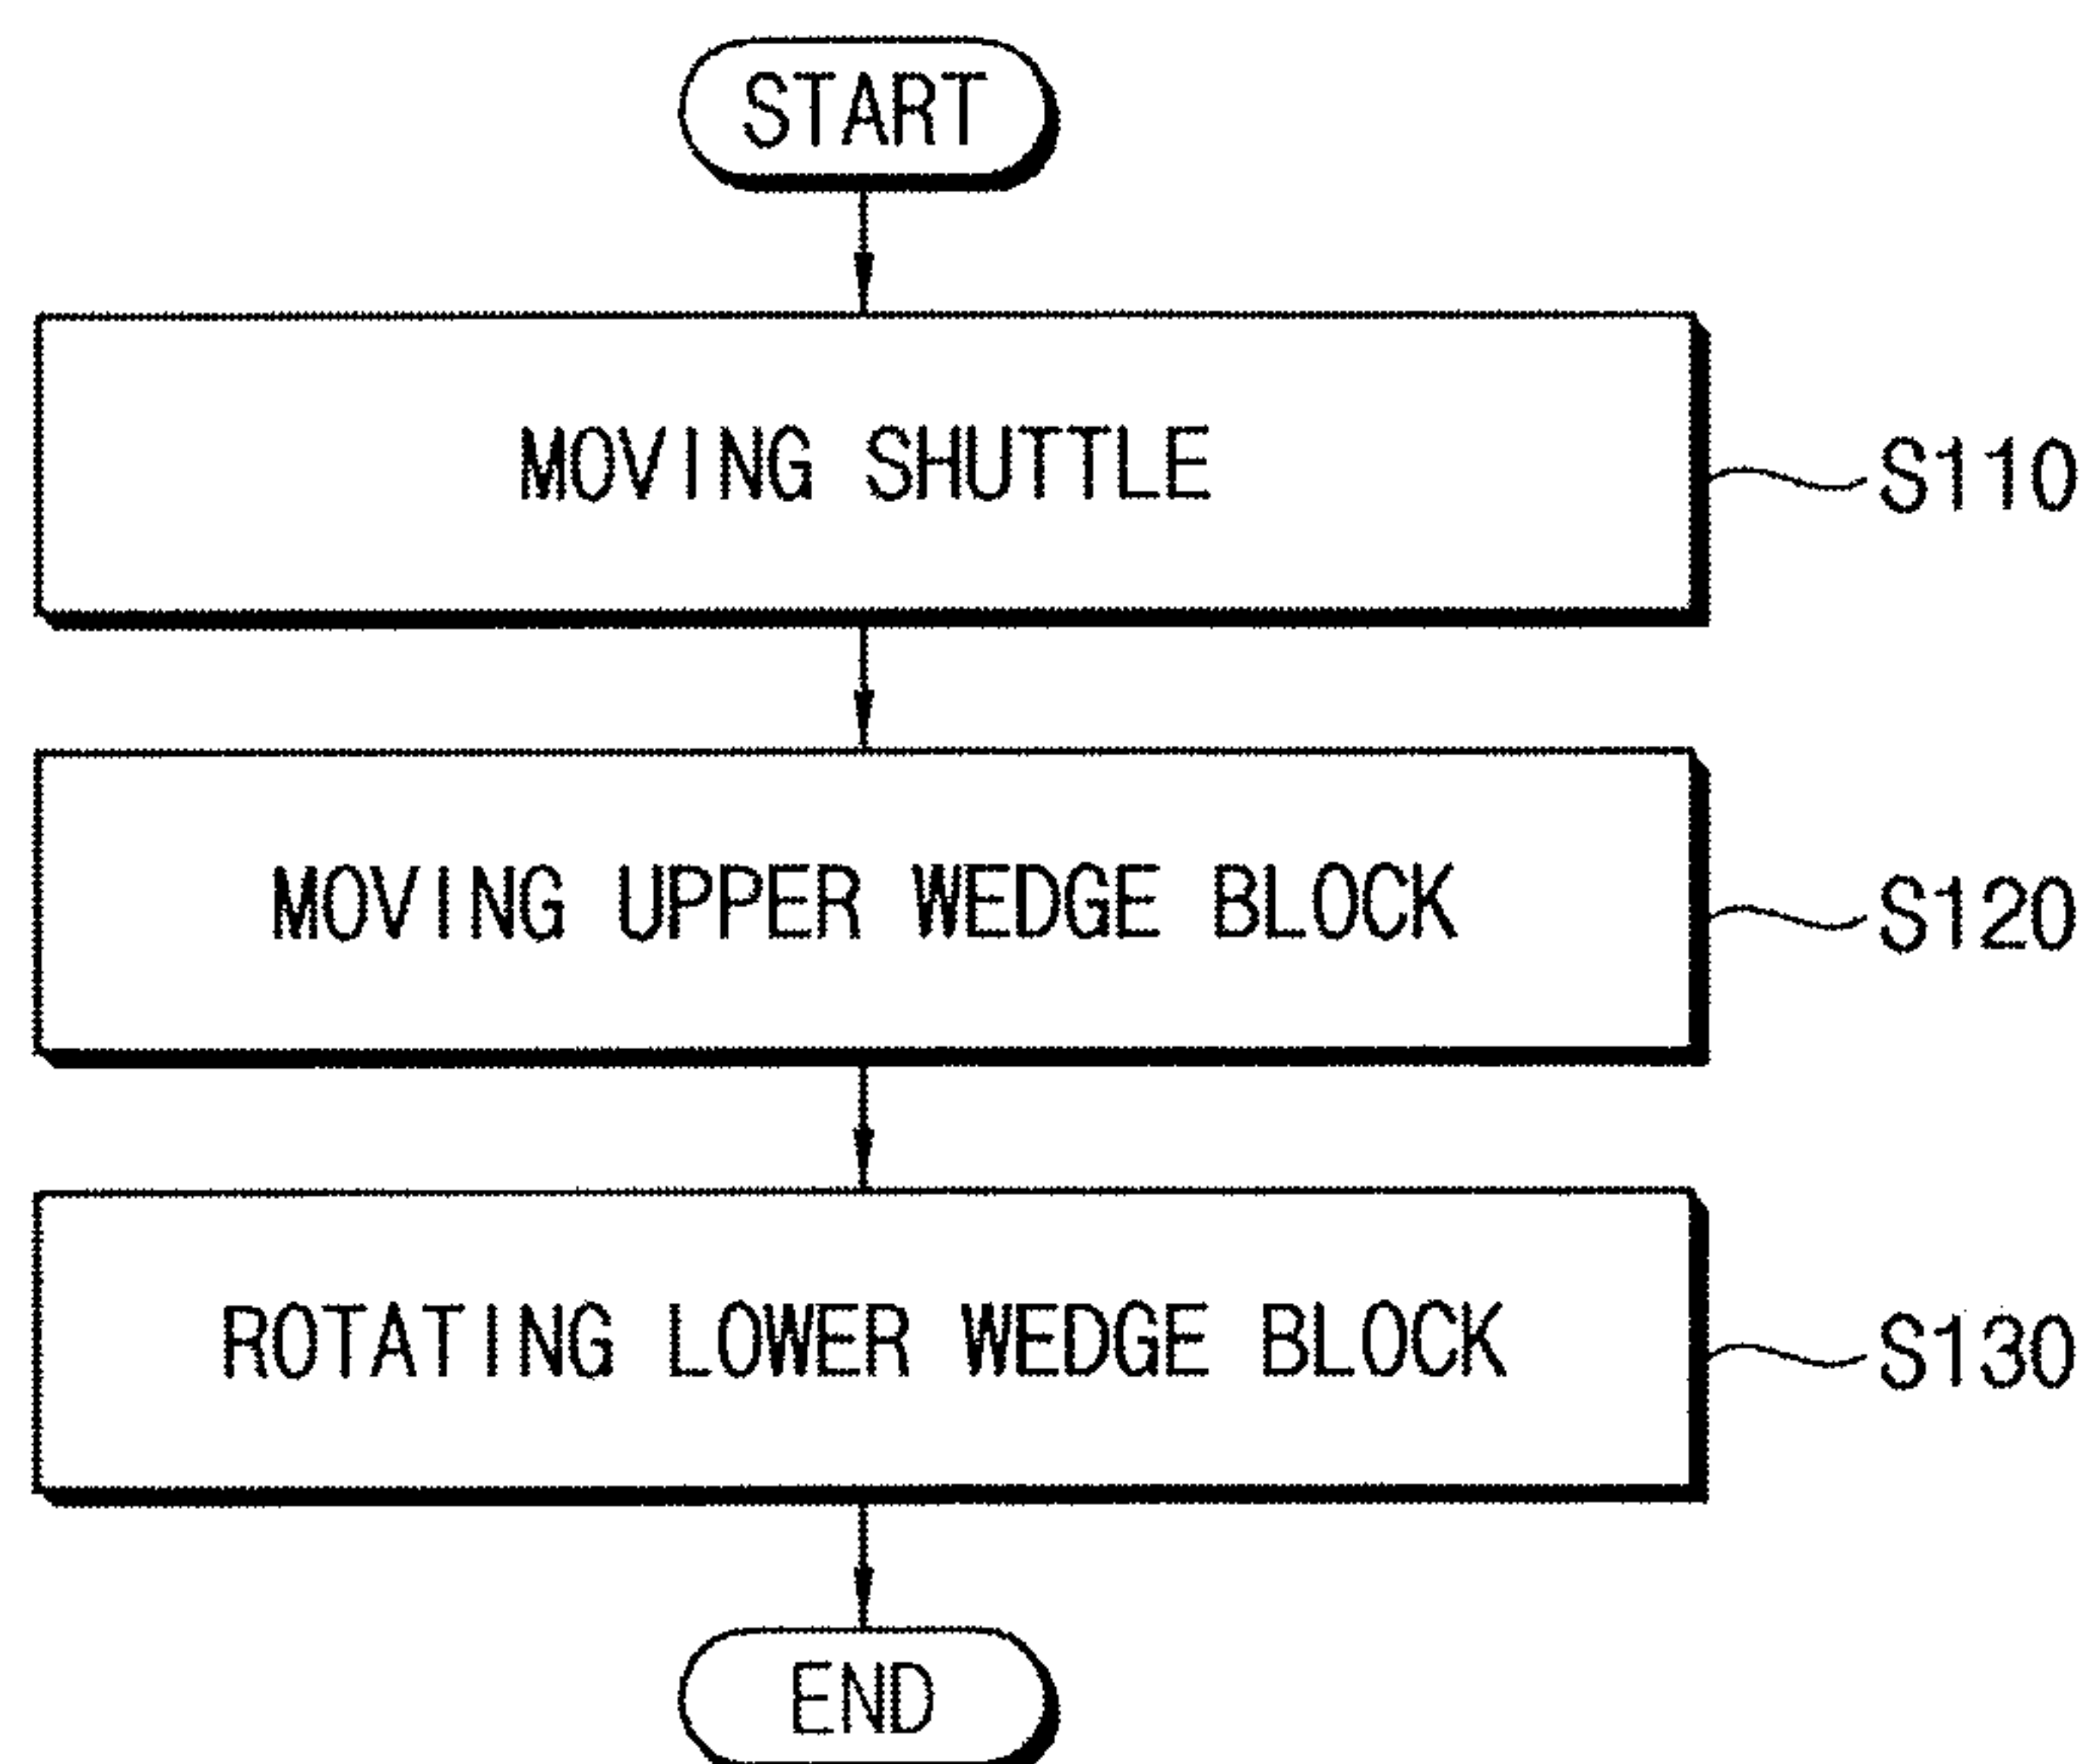 START
MOVING SHUTTLE
S110
MOVING UPPER WEDGE BLOCK
S120
ROTATING LOWER WEDGE BLOCK
S130
END